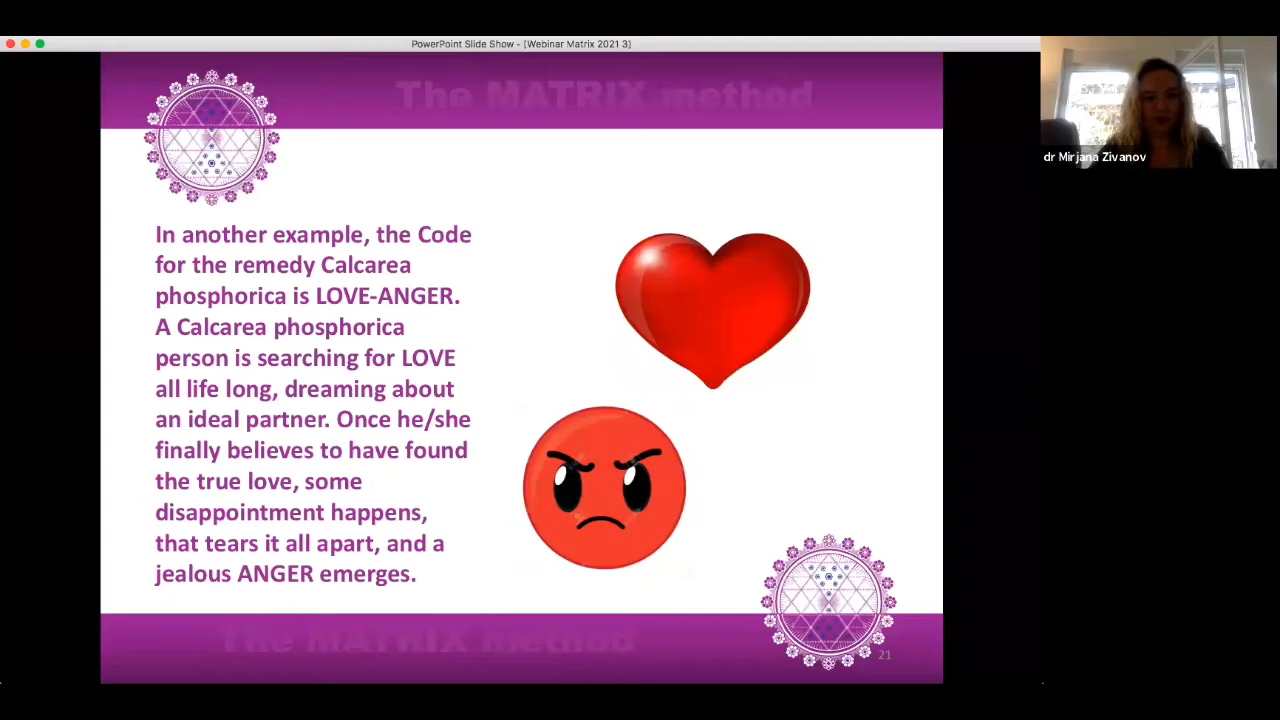 PowerPoint Slide Show - [Webinar Matrix 2021 3]
The MATRIX method
dr Mirjana Zivanov
In another example, the Code
for the remedy Calcarea
phosphorica is LOVE-ANGER.
A Calcarea phosphorica
person is searching for LOVE
all life long, dreaming about
an ideal partner. Once he/she
finally believes to have found
the true love, some
disappointment happens,
that tears it all apart, and a
jealous ANGER emerges.
The MATRIX method
21